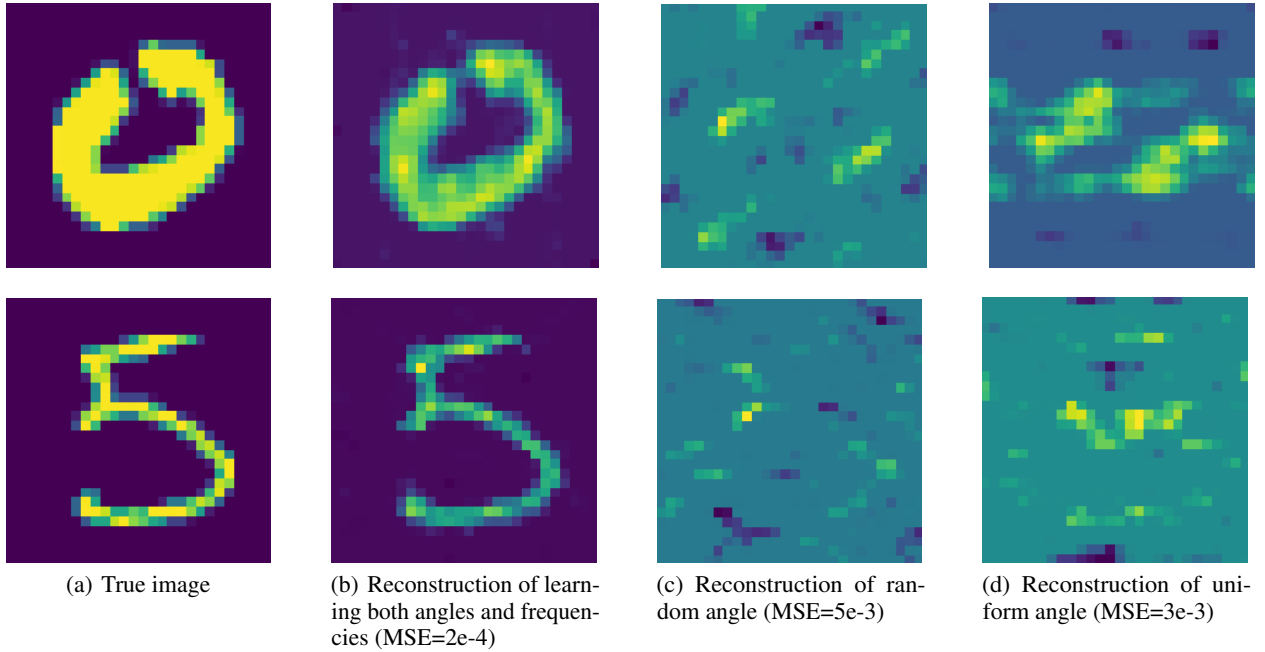 (a) True image
(b) Reconstruction of learn-
ing both angles and frequen-
cies (MSE=2e-4)
(c) Reconstruction of ran-
dom angle (MSE=5e-3)
(d) Reconstruction of uni-
form angle (MSE=3e-3)